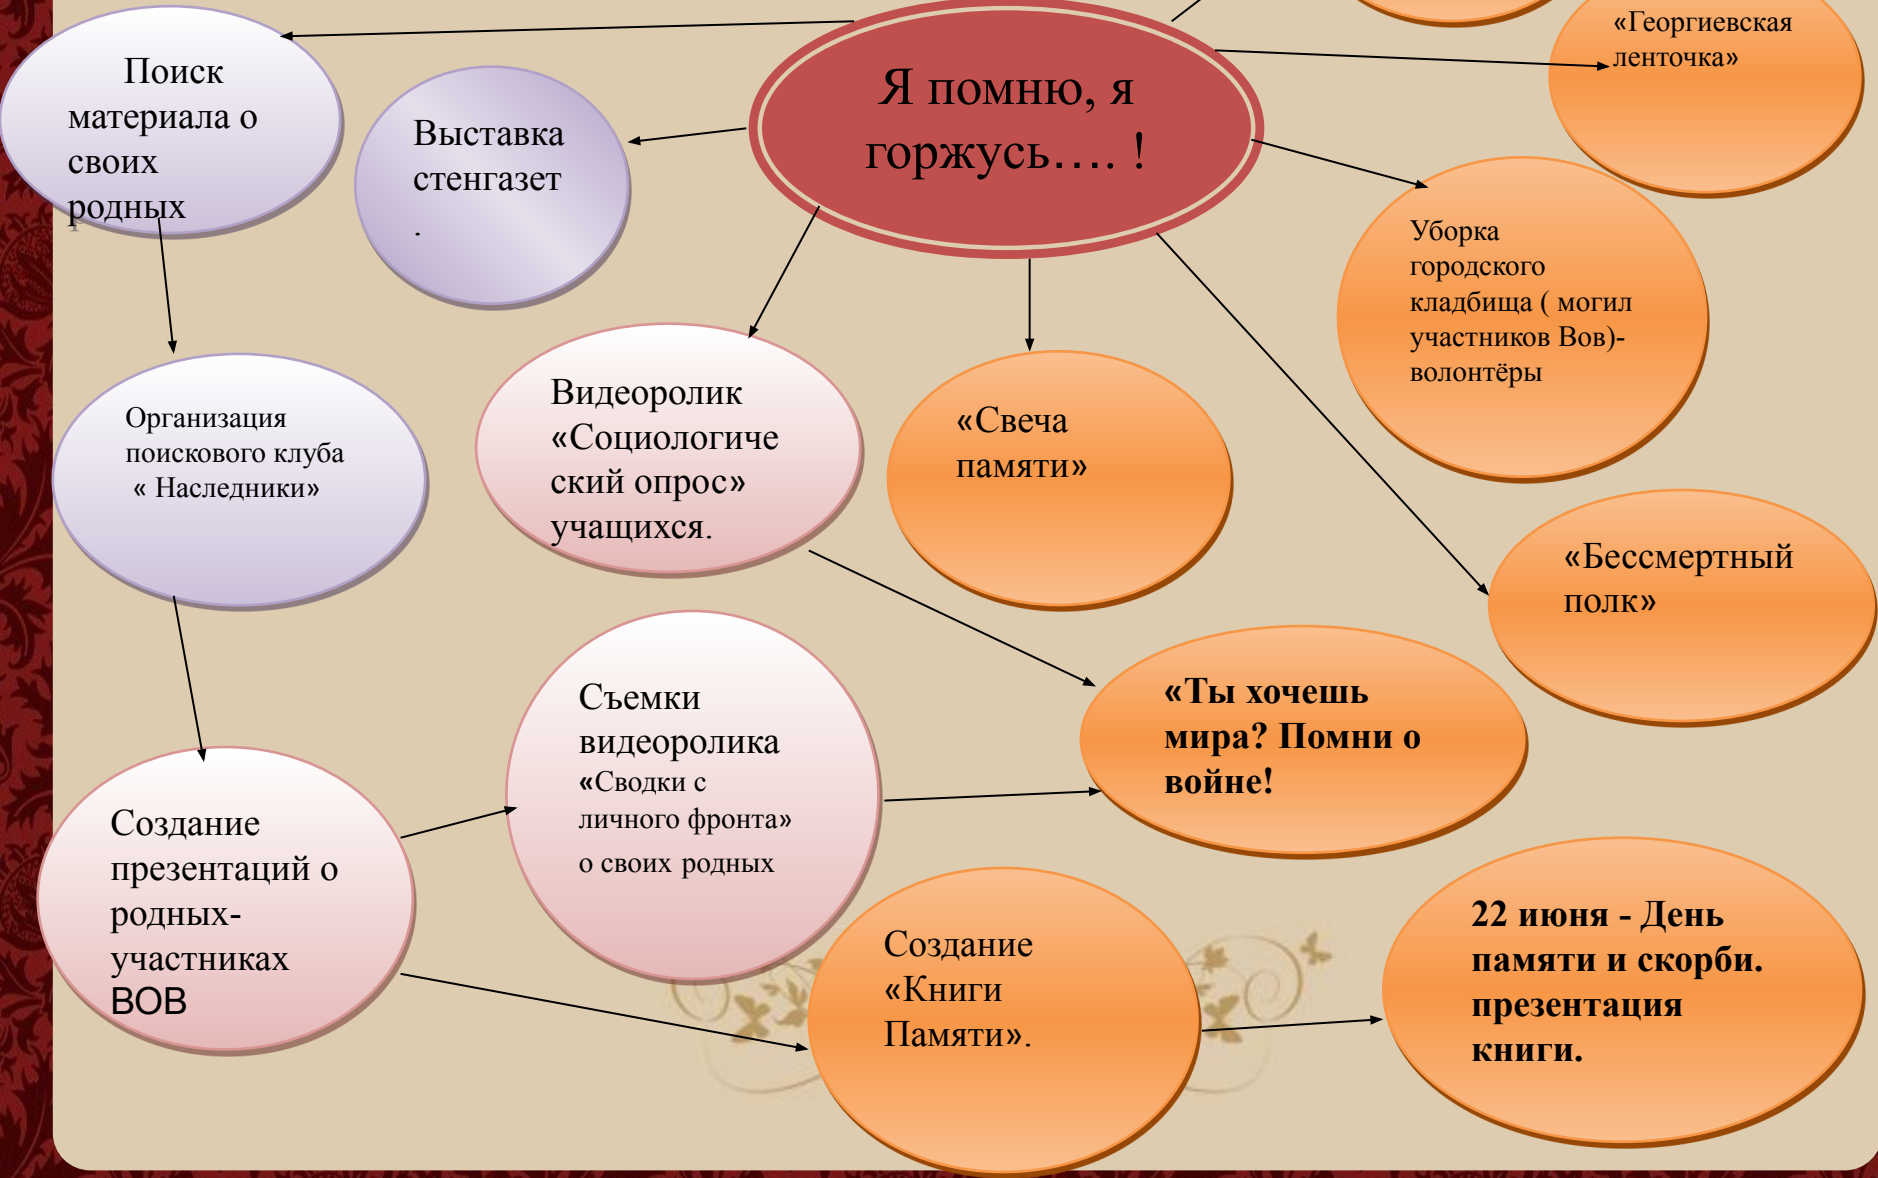 Я помню, я
горжусь.... !
Поиск
материала о
своих
родных
Выставка
стенгазет
.
«Георгиевская
ленточка»
Уборка
городского
кладбища ( могил
участников Вов)-
волонтёры
Организация
поискового клуба
« Наследники»
Видеоролик
«Социологиче
ский опрос»
учащихся.
«Свеча
памяти»
«Бессмертный
полк»
Съемки
видеоролика
«Сводки с
личного фронта»
о своих родных
«Ты хочешь
мира? Помни о
войне!
Создание
презентаций о
родных-
участниках
ВОВ
Создание
«Книги
Памяти».
22 июня - День
памяти и скорби.
презентация
книги.